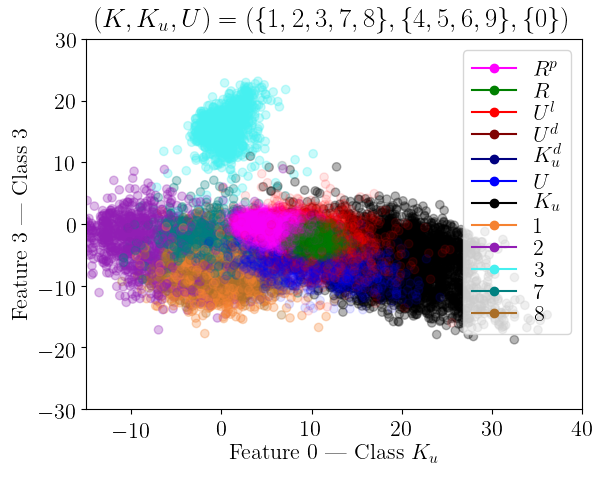 (K, K_u, U) = ({1, 2, 3, 7, 8}, {4, 5, 6, 9}, {0})
30
20
10
0
−10
−20
−30
Feature 3 — Class 3
R^p
R
U^l
U^d
K_u^d
U
K_u
1
2
3
7
8
−10
0
10
20
30
40
Feature 0 — Class K_u